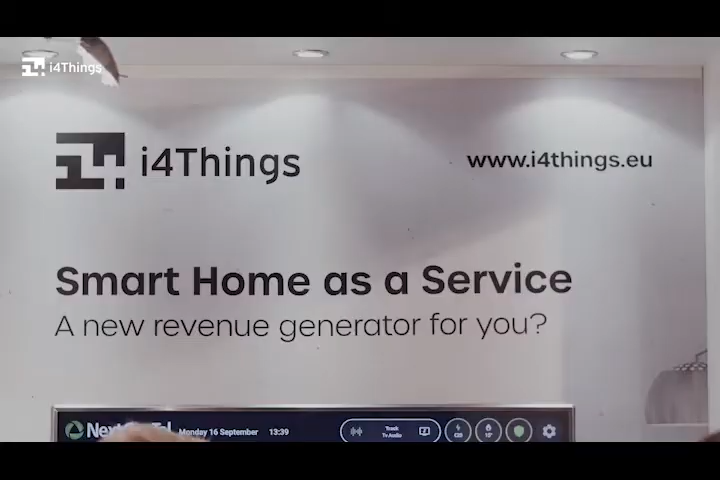 i4Things
i4Things
www.i4things.eu
Smart Home as a Service
A new revenue generator for you?
Monday 16 September 13:39
Track
Tv Audio